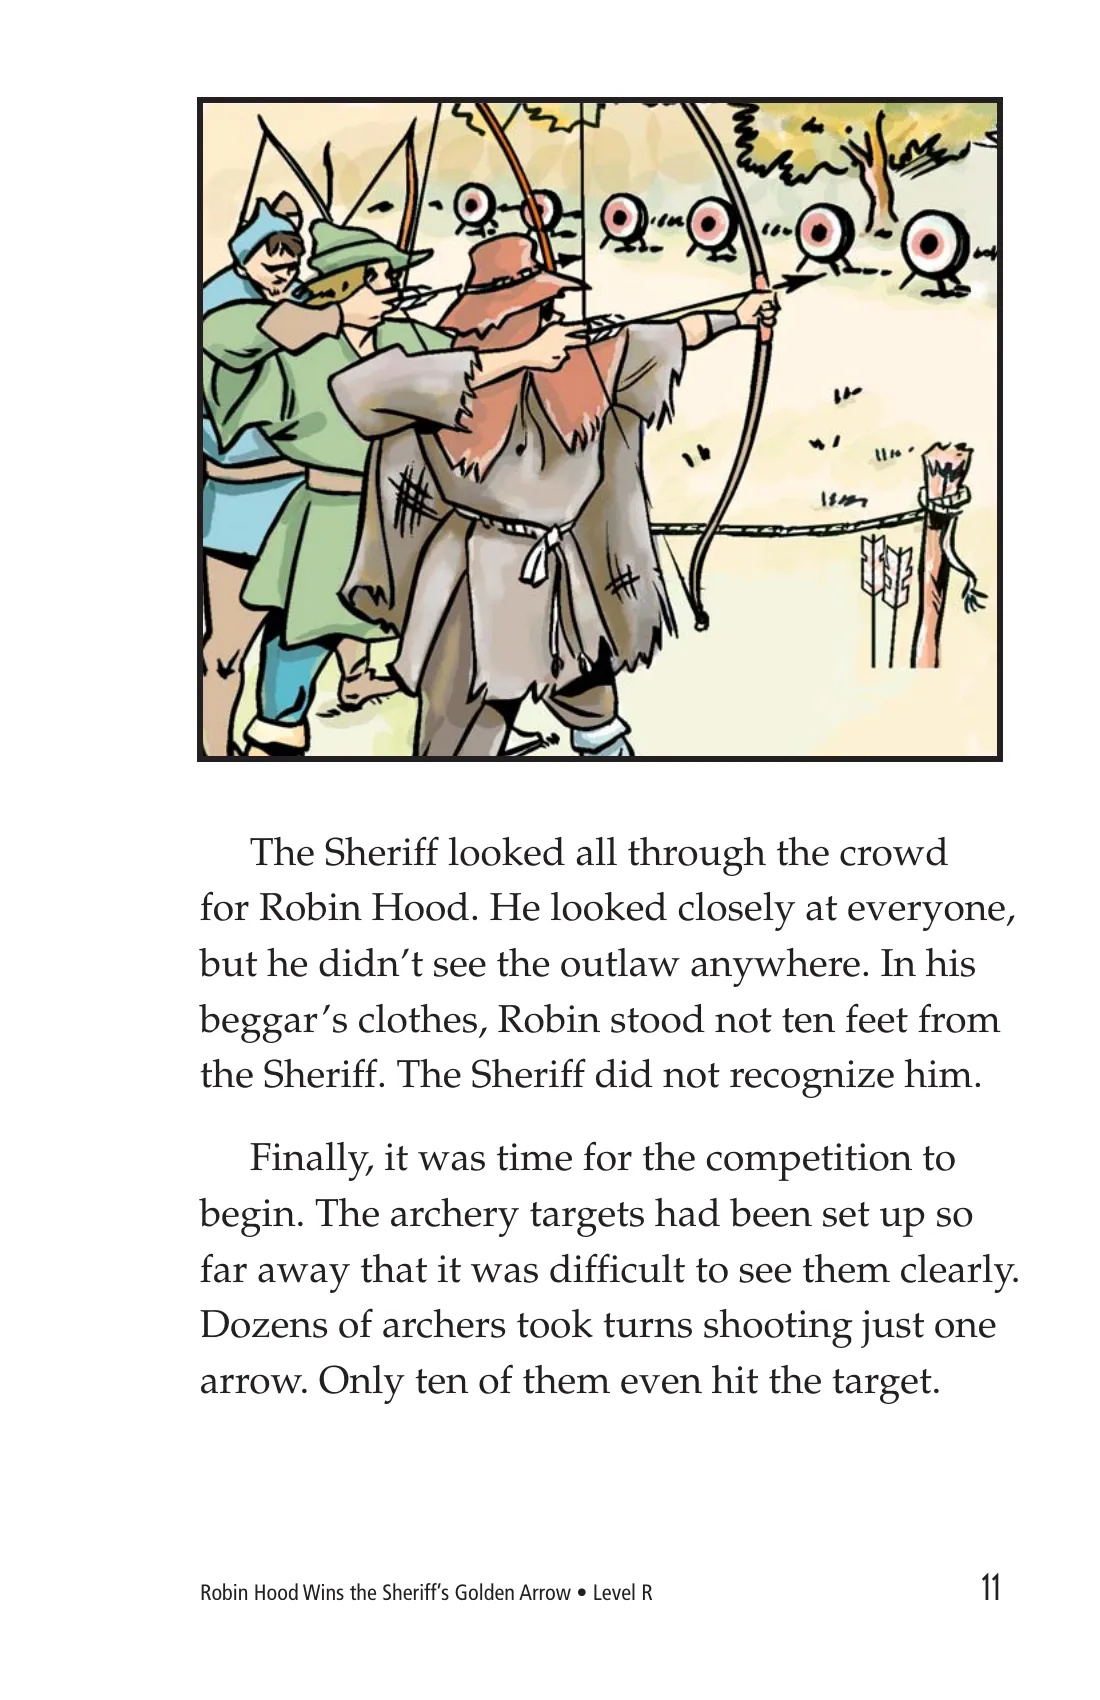 The Sheriff looked all through the crowd
for Robin Hood. He looked closely at everyone,
but he didn’t see the outlaw anywhere. In his
beggar’s clothes, Robin stood not ten feet from
the Sheriff. The Sheriff did not recognize him.
Finally, it was time for the competition to
begin. The archery targets had been set up so
far away that it was difficult to see them clearly.
Dozens of archers took turns shooting just one
arrow. Only ten of them even hit the target.
Robin Hood Wins the Sheriff’s Golden Arrow • Level R 11